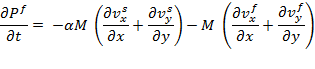 ∂P^f/∂t = −αM (∂v_x^s/∂x + ∂v_y^s/∂y) − M (∂v_x^f/∂x + ∂v_y^f/∂y)